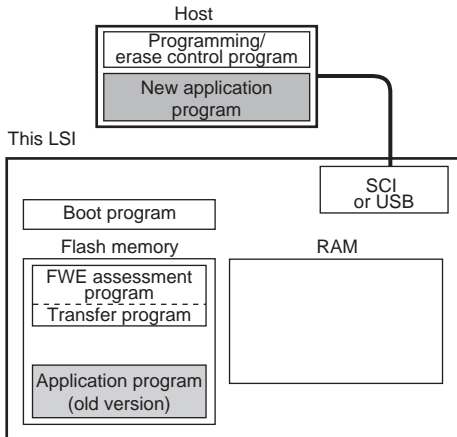 Host
Programming/
erase control program
New application
program
This LSI
SCI
or USB
Boot program
Flash memory
RAM
FWE assessment
program
Transfer program
Application program
(old version)